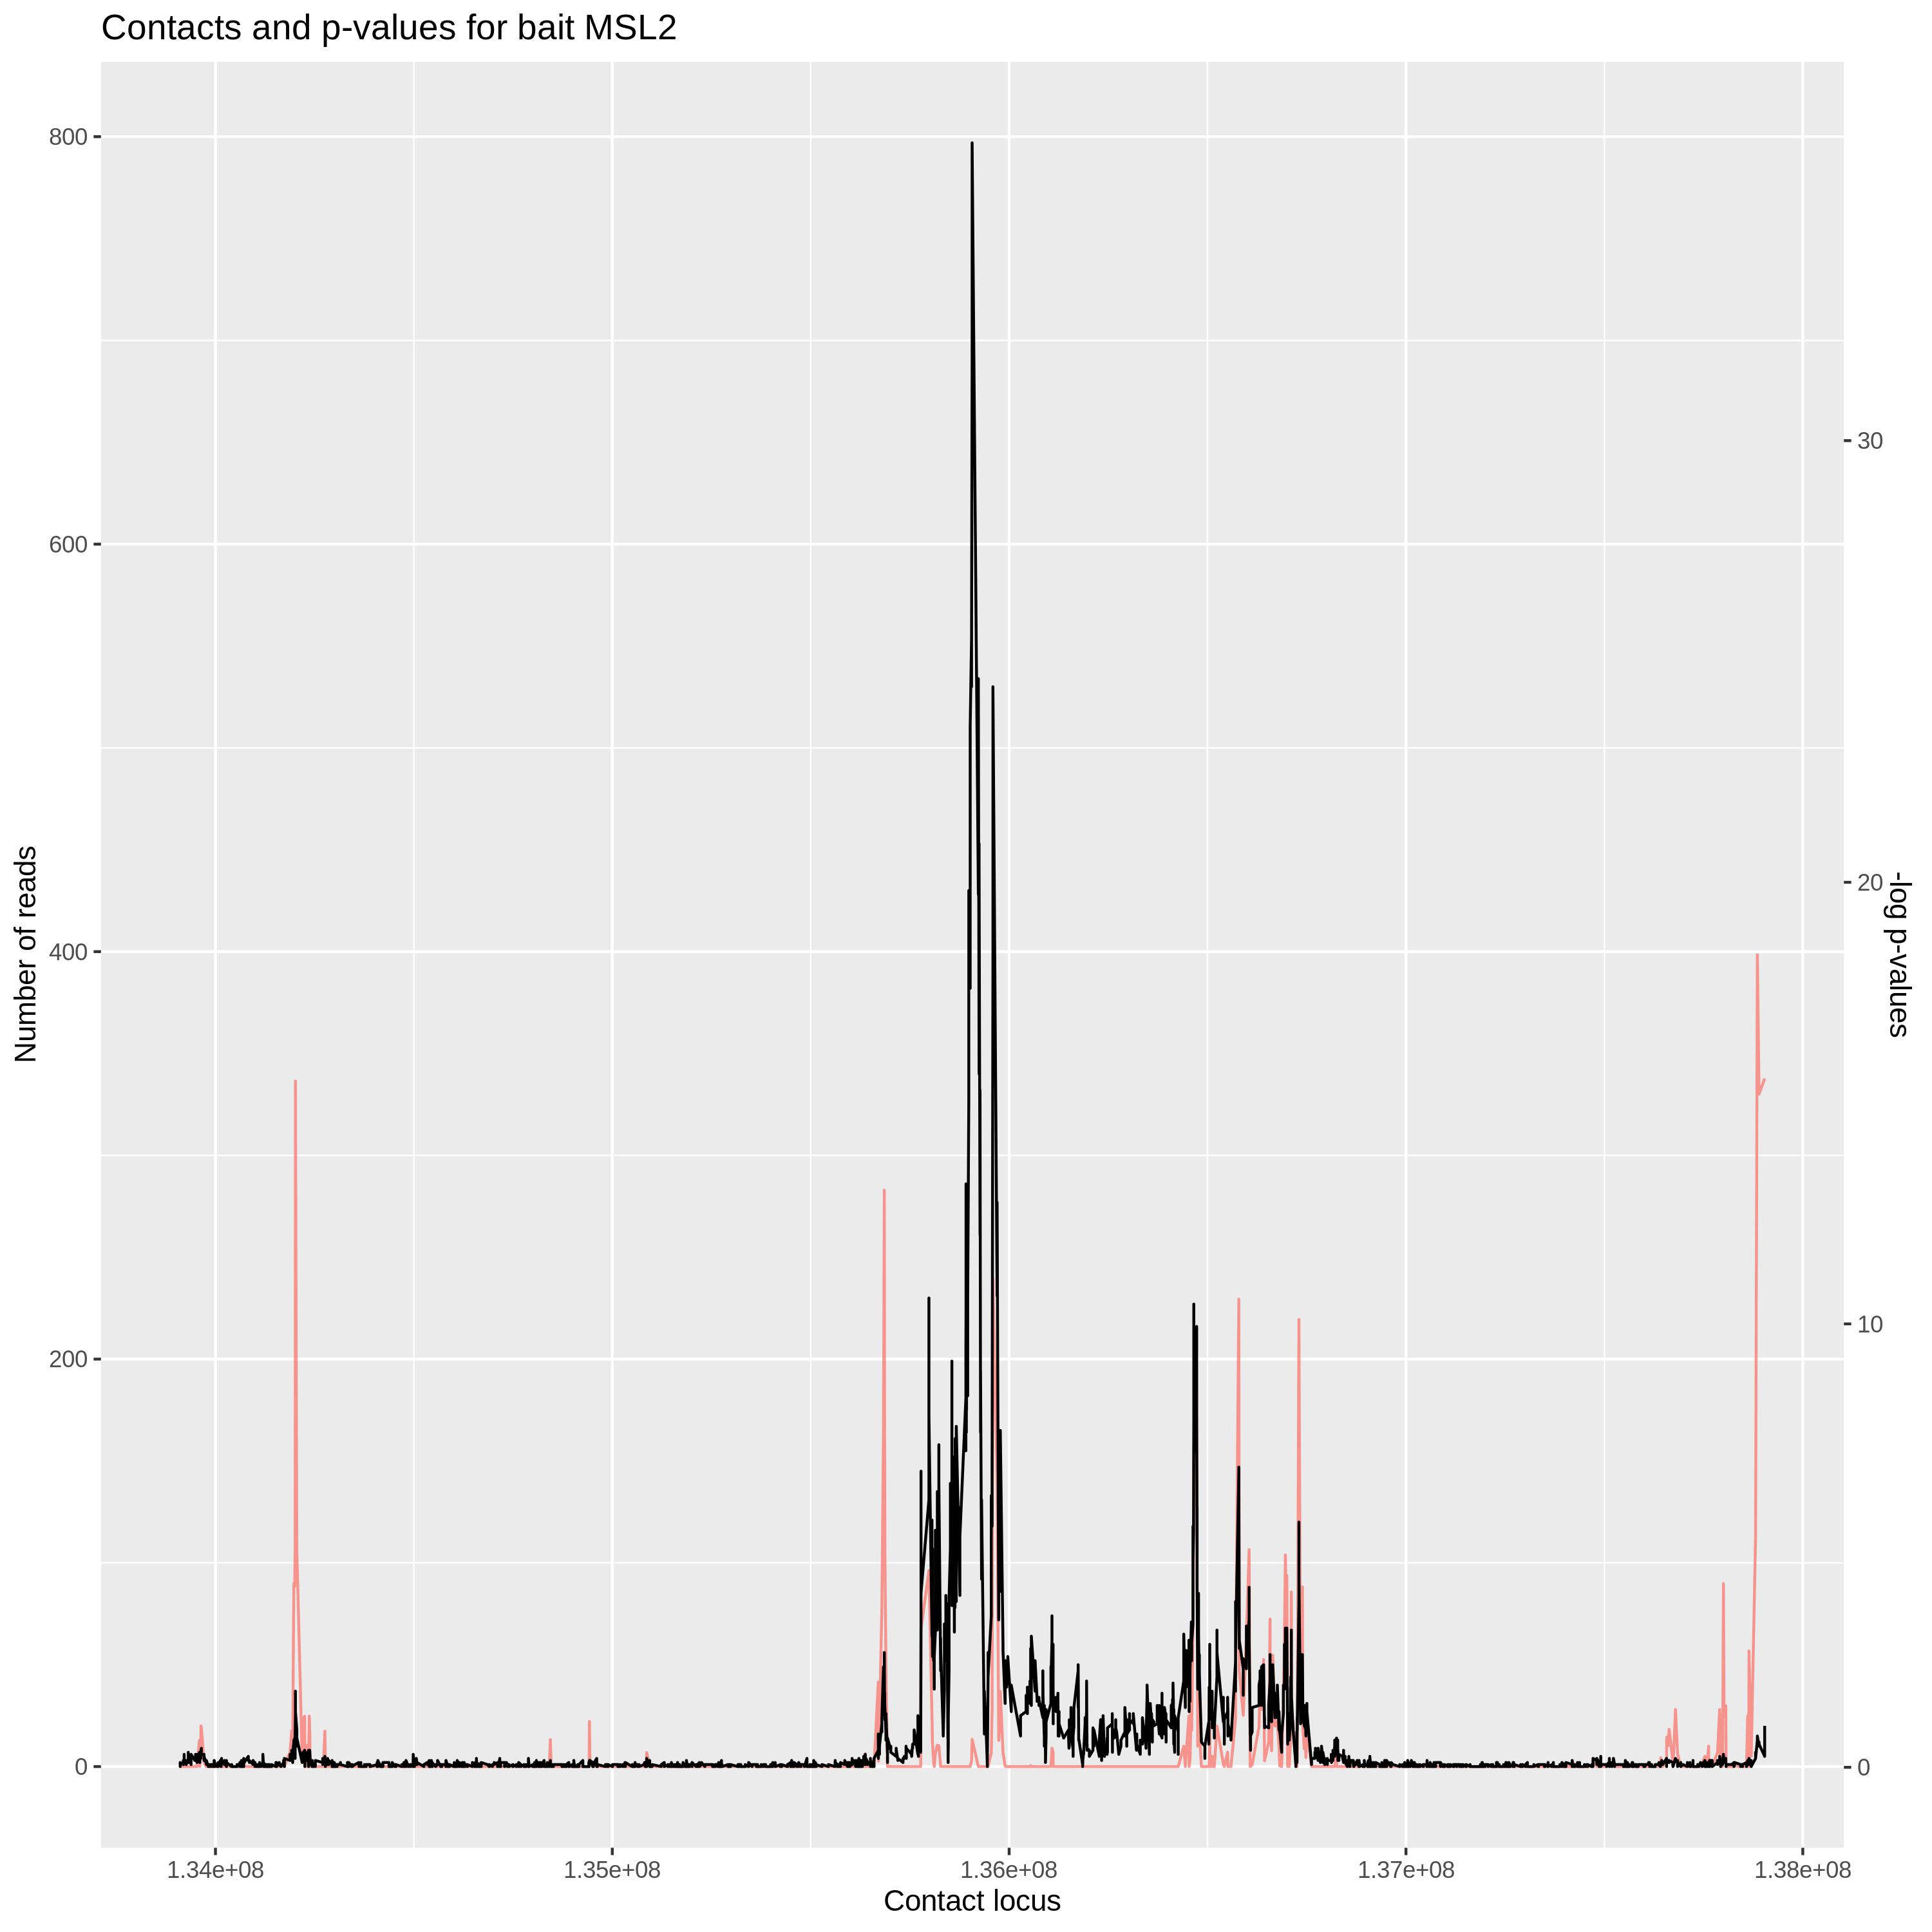 Contacts and p-values for bait MSL2
800
600
400
200
0
Number of reads
30
20
10
0
-log p-values
1.34e+08
1.35e+08
1.36e+08
1.37e+08
1.38e+08
Contact locus